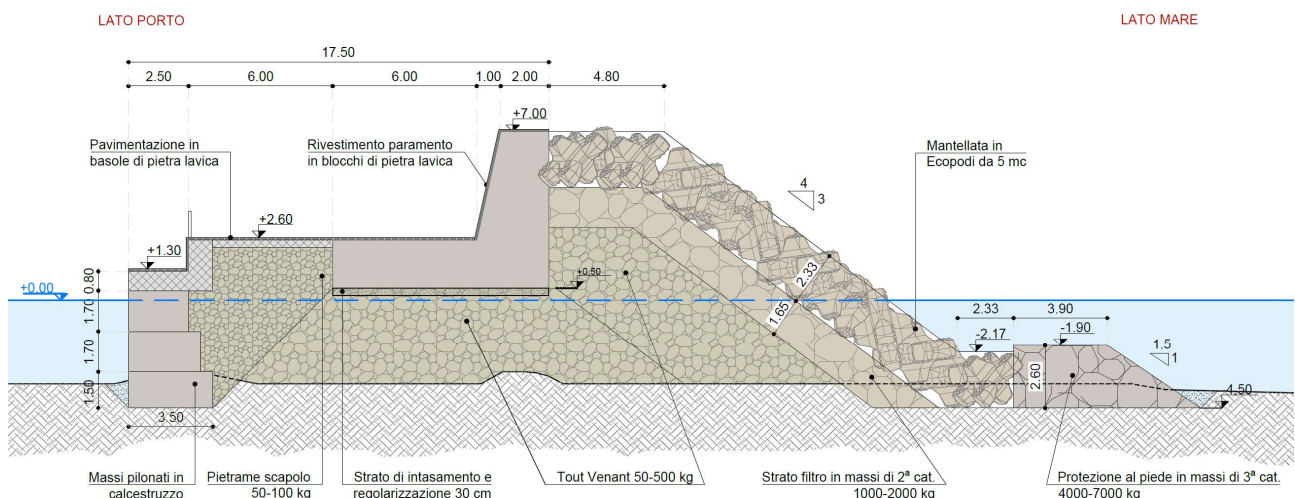 LATO PORTO
LATO MARE
17.50
2.50
6.00
6.00
1.00
2.00
4.80
+7.00
Pavimentazione in
basole di pietra lavica
Rivestimento paramento
in blocchi di pietra lavica
Mantellata in
Ecopodi da 5 mc
4
3
+2.60
+1.30
+0.50
+0.00
0.80
1.70
1.70
1.50
2.33
1.65
2.33
3.90
-2.17
-1.90
1.5
1
2.60
-4.50
3.50
Massi pilonati in
calcestruzzo
Pietrame scapolo
50-100 kg
Strato di intasamento e
regolarizzazione 30 cm
Tout Venant 50-500 kg
Strato filtro in massi di 2ª cat.
1000-2000 kg
Protezione al piede in massi di 3ª cat.
4000-7000 kg